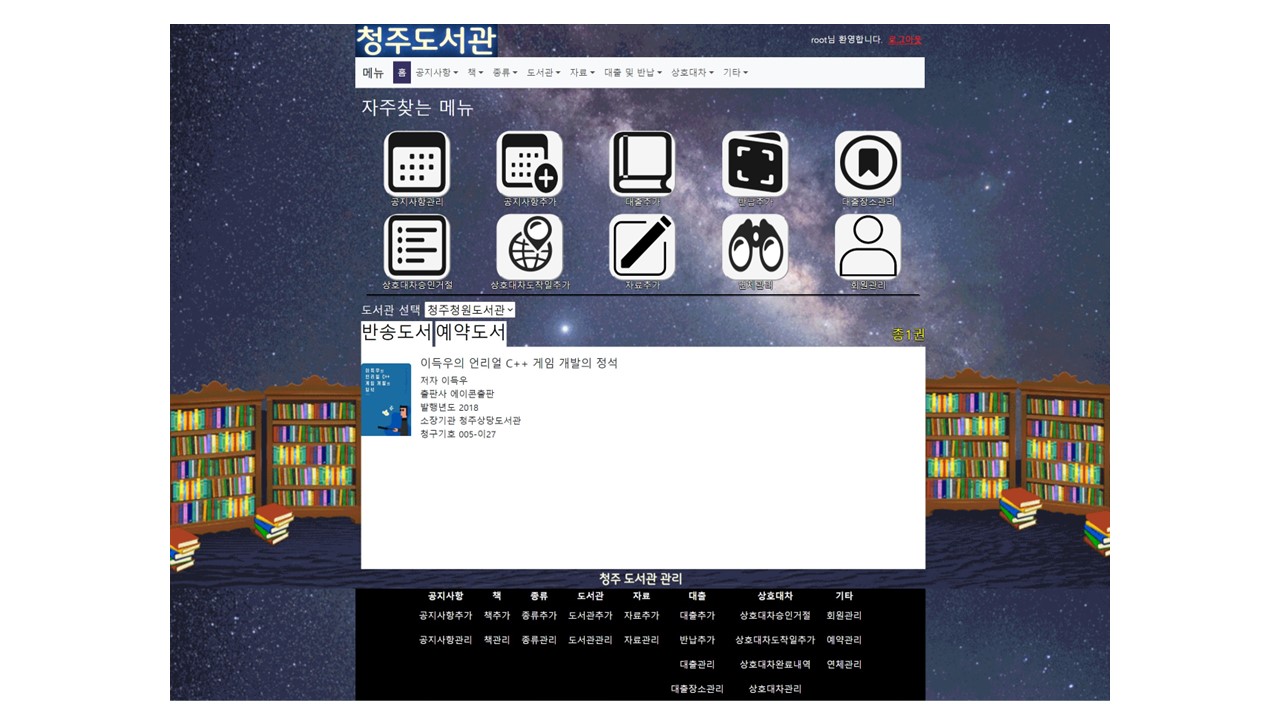 청주도서관
root님 환영합니다. 로그아웃
메뉴 홈 공지사항 책 종류 도서관 자료 대출 및 반납 상호대차 기타
자주찾는 메뉴
공지사항관리 공지사항추가 대출추가 반납추가 대출장소관리
상호대차승인거절 상호대차도착일추가 자료추가 연체관리 회원관리
도서관 선택 청주청원도서관
반송도서 예약도서 총1권
이득우의 언리얼 C++ 게임 개발의 정석
이득우의
언리얼 C++
게임 개발의
정석
저자 이득우
출판사 에이콘출판
발행년도 2018
소장기관 청주상당도서관
청구기호 005-이27
청주 도서관 관리
공지사항 책 종류 도서관 자료 대출 상호대차 기타
공지사항추가 책추가 종류추가 도서관추가 자료추가 대출추가 상호대차승인거절 회원관리
공지사항관리 책관리 종류관리 도서관관리 자료관리 반납추가 상호대차도착일추가 예약관리
대출관리 상호대차완료내역 연체관리
대출장소관리 상호대차관리